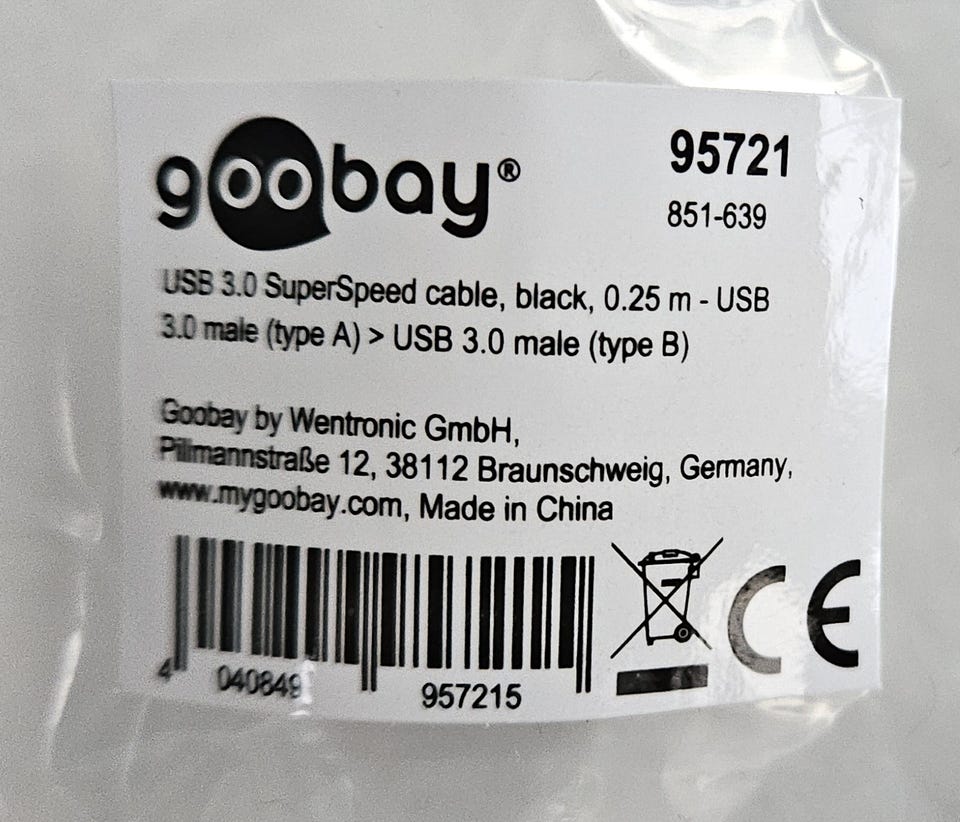 goobay®
95721
851-639
USB 3.0 SuperSpeed cable, black, 0.25 m - USB
3.0 male (type A) > USB 3.0 male (type B)
Goobay by Wentronic GmbH,
Pillmannstraße 12, 38112 Braunschweig, Germany,
www.mygoobay.com, Made in China
4 040849 957215
CE